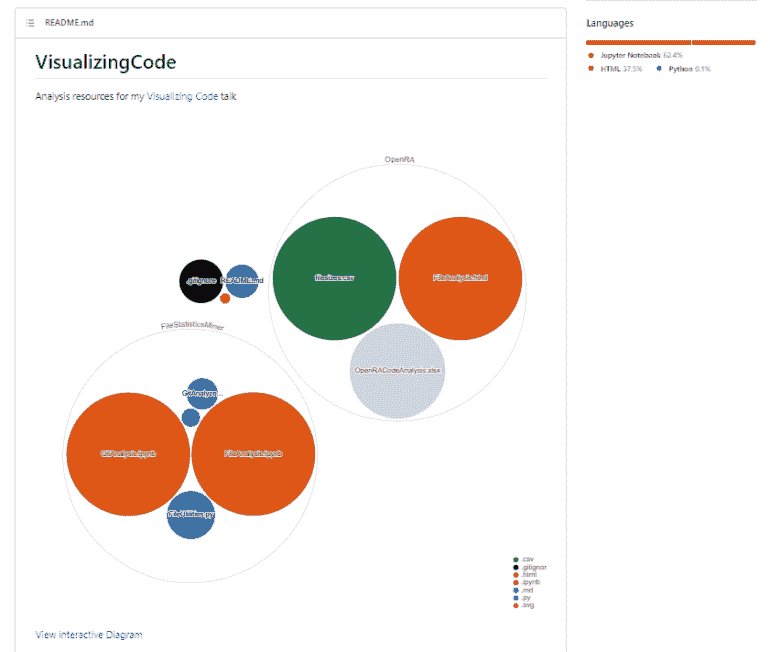 README.md
VisualizingCode
Analysis resources for my Visualizing Code talk
OpenRA
filesizes.csv
FileAnalysis.html
.gitignore
README.md
OpenRACodeAnalysis.xlsx
FileStatisticsMiner
GitAnalyze...
GitAnalysis.ipynb
FileAnalysis.ipynb
FileUtilities.py
.csv
.gitignor
.html
.ipynb
.md
.py
.svg
View Interactive Diagram
Languages
Jupyter Notebook 62.4%
HTML 37.5% Python 0.1%